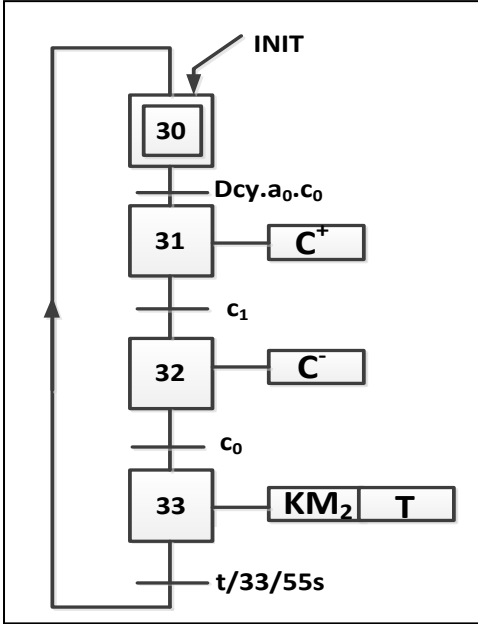 INIT
30
Dcy.a₀.c₀
31
C⁺
c₁
32
C⁻
c₀
33
KM₂ T
t/33/55s